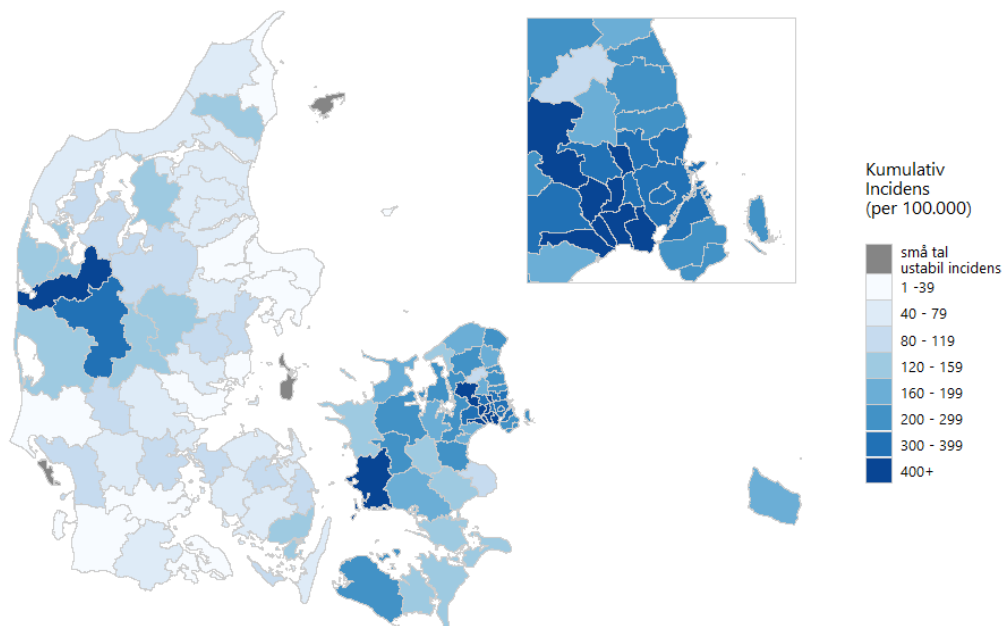 Kumulativ
Incidens
(per 100.000)
små tal
ustabil incidens
1 -39
40 - 79
80 - 119
120 - 159
160 - 199
200 - 299
300 - 399
400+